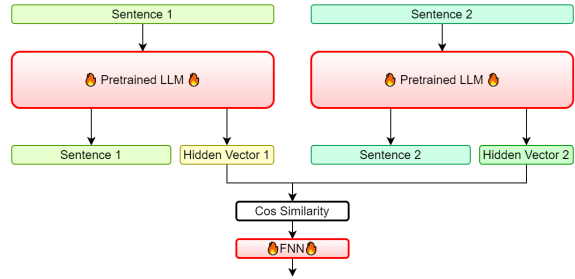 Sentence 1
Sentence 2
🔥 Pretrained LLM 🔥
🔥 Pretrained LLM 🔥
Sentence 1
Hidden Vector 1
Sentence 2
Hidden Vector 2
Cos Similarity
🔥FNN🔥